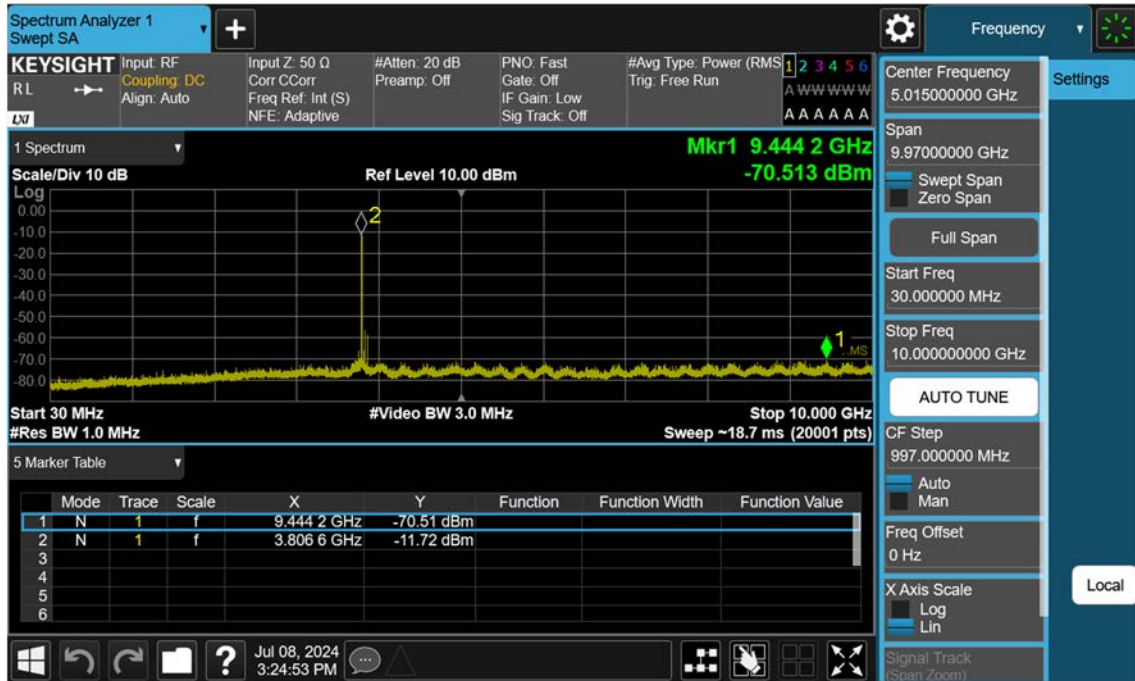 Spectrum Analyzer 1
Swept SA
Frequency
KEYSIGHT
R L
LXI
Input: RF
Coupling: DC
Align: Auto
Input Z: 50 Ω
Corr CCorr
Freq Ref: Int (S)
NFE: Adaptive
#Atten: 20 dB
Preamp: Off
PNO: Fast
Gate: Off
IF Gain: Low
Sig Track: Off
#Avg Type: Power (RMS
Trig: Free Run
1 2 3 4 5 6
A W W W W W
A A A A A A
1 Spectrum
Mkr1 9.444 2 GHz
-70.513 dBm
Scale/Div 10 dB
Ref Level 10.00 dBm
Log
0.00
-10.0
-20.0
-30.0
-40.0
-50.0
-60.0
-70.0
-80.0
2
1
Start 30 MHz
#Res BW 1.0 MHz
#Video BW 3.0 MHz
Stop 10.000 GHz
Sweep ~18.7 ms (20001 pts)
5 Marker Table
Mode Trace Scale X Y Function Function Width Function Value
1 N 1 f 9.444 2 GHz -70.51 dBm
2 N 1 f 3.806 6 GHz -11.72 dBm
3
4
5
6
Jul 08, 2024
3:24:53 PM
Center Frequency
5.015000000 GHz
Span
9.97000000 GHz
Swept Span
Zero Span
Full Span
Start Freq
30.000000 MHz
Stop Freq
10.000000000 GHz
AUTO TUNE
CF Step
997.000000 MHz
Auto
Man
Freq Offset
0 Hz
X Axis Scale
Log
Lin
Signal Track
(Span Zoom)
Settings
Local